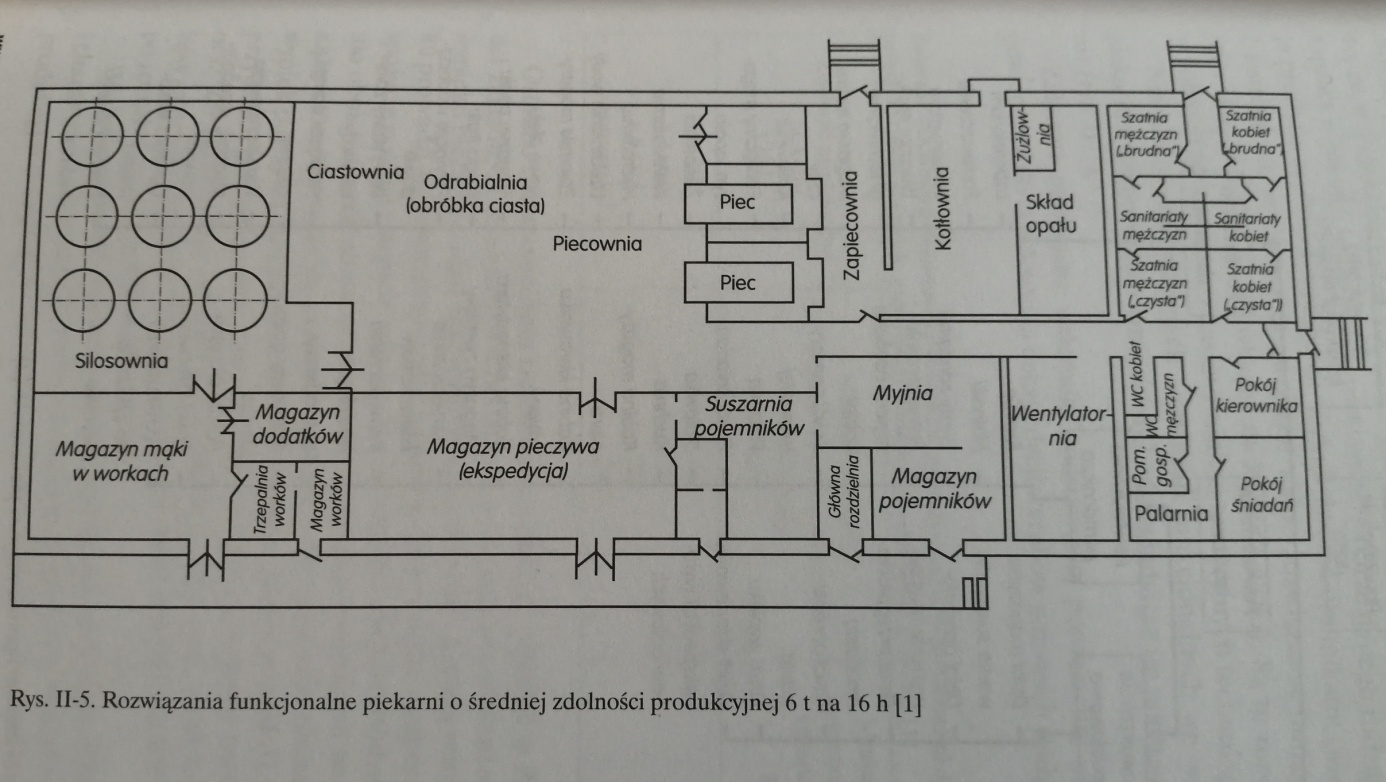 Ciastownia
Odrabialnia
(obróbka ciasta)
Piecownia
Piec
Piec
Zapiecownia
Kotłownia
Żużlow-
nia
Skład
opału
Szatnia
mężczyzn
(„brudna”)
Szatnia
kobiet
(„brudna”)
Sanitariaty
mężczyzn
Sanitariaty
kobiet
Szatnia
mężczyzn
(„czysta”)
Szatnia
kobiet
(„czysta”))
Silosownia
Magazyn mąki
w workach
Magazyn
dodatków
Trzepalnia
worków
Magazyn
worków
Magazyn pieczywa
(ekspedycja)
Suszarnia
pojemników
Myjnia
Główna
rozdzielnia
Magazyn
pojemników
Wentylator-
nia
WC kobiet
WC
mężczyzn
Pom.
gosp.
Palarnia
Pokój
kierownika
Pokój
śniadań
Rys. II-5. Rozwiązania funkcjonalne piekarni o średniej zdolności produkcyjnej 6 t na 16 h [1]